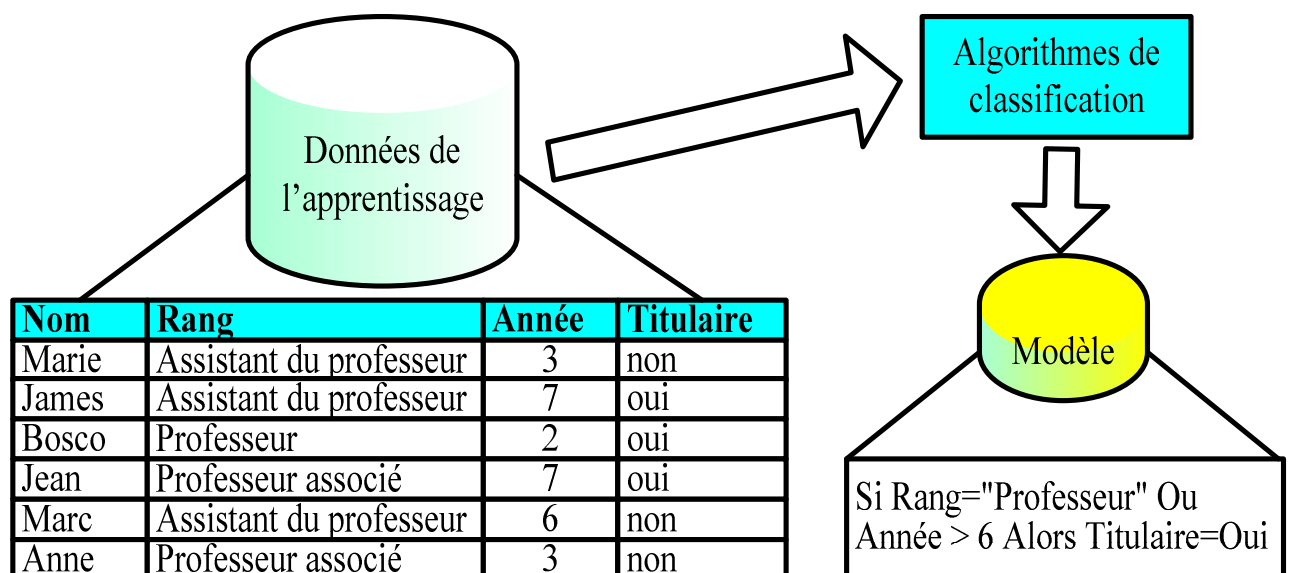 Données de
l'apprentissage
Algorithmes de
classification
Modèle
Nom Rang Année Titulaire
Marie Assistant du professeur 3 non
James Assistant du professeur 7 oui
Bosco Professeur 2 oui
Jean Professeur associé 7 oui
Marc Assistant du professeur 6 non
Anne Professeur associé 3 non
Si Rang="Professeur" Ou
Année > 6 Alors Titulaire=Oui